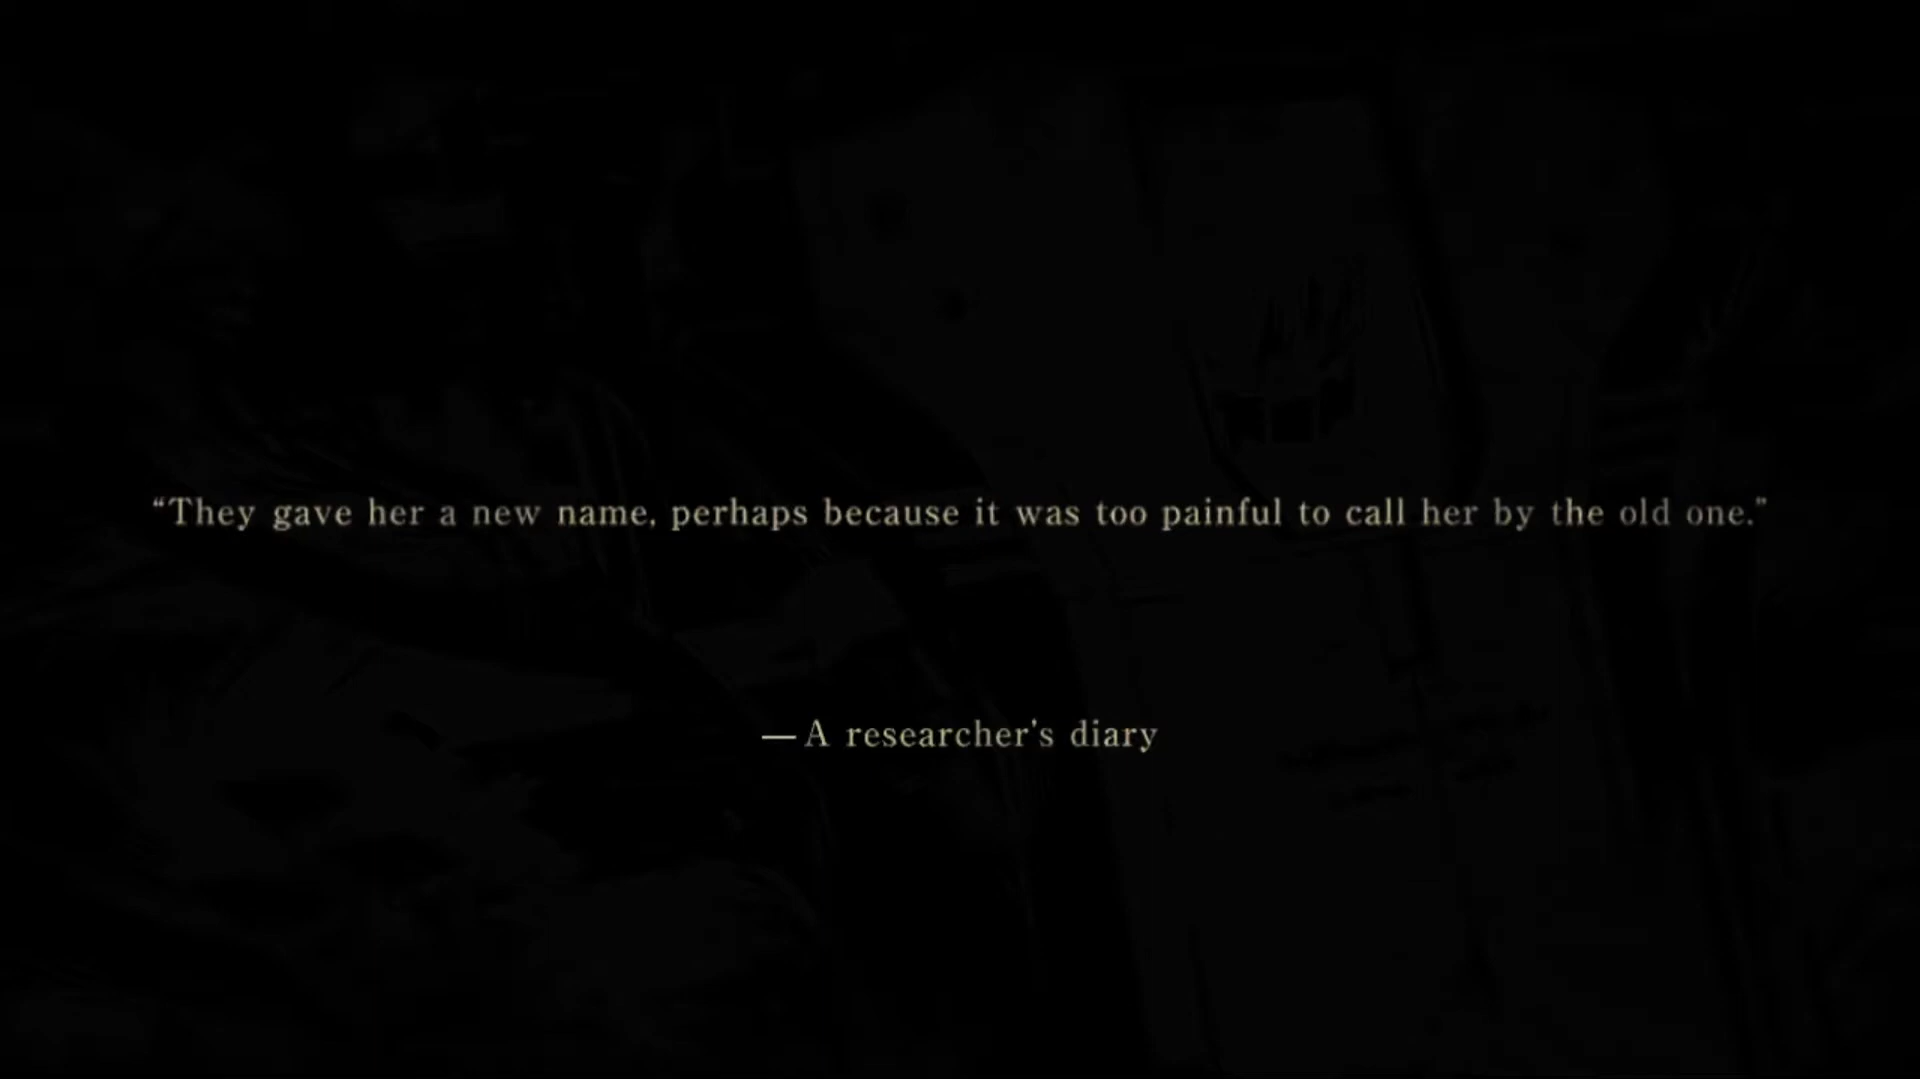 “They gave her a new name, perhaps because it was too painful to call her by the old one.”
— A researcher's diary